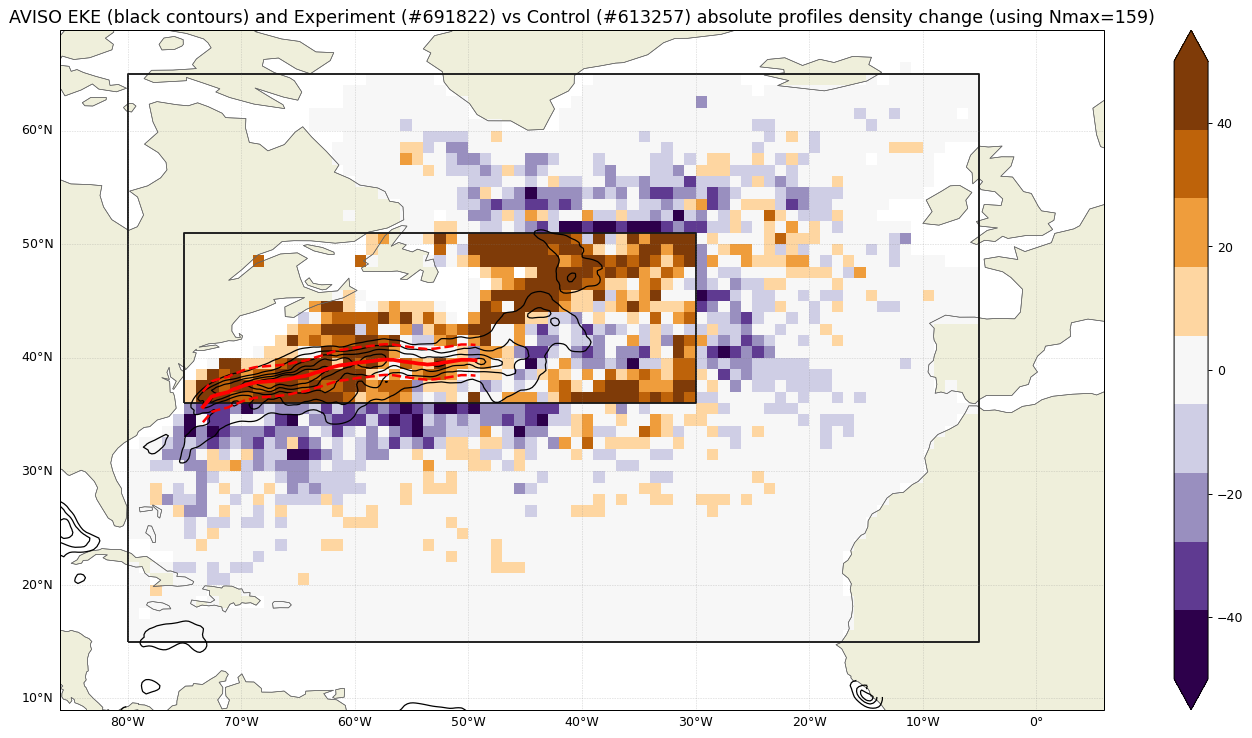 AVISO EKE (black contours) and Experiment (#691822) vs Control (#613257) absolute profiles density change (using Nmax=159)
60°N
50°N
40°N
30°N
20°N
10°N
80°W
70°W
60°W
50°W
40°W
30°W
20°W
10°W
0°
40
20
0
−20
−40